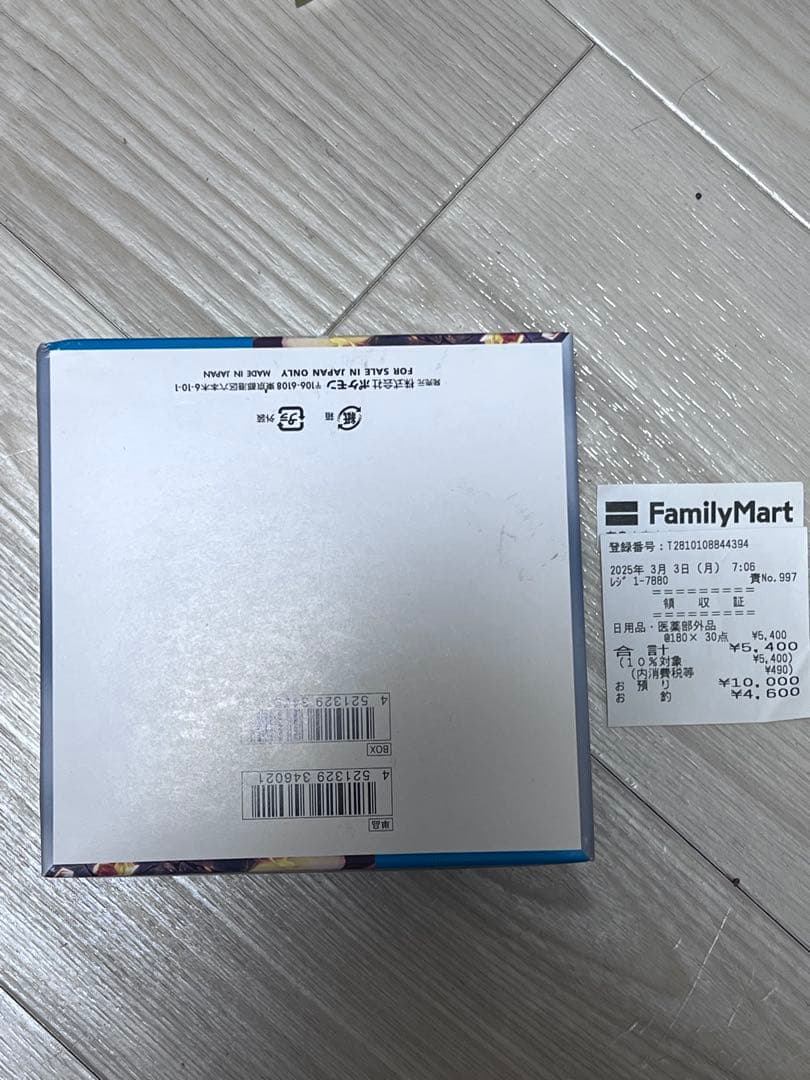 発売元 株式会社 ポケモン 〒106-6108 東京都港区六本木6-10-1
FOR SALE IN JAPAN ONLY MADE IN JAPAN
紙 箱
プラ 外装
4 521329
BOX
4 521329 346021
単品
FamilyMart
登録番号:T2810108844394
2025年 3月 3日(月) 7:06
レジ 1-7880 責No.997
=========
領 収 証
=========
日用品・医薬部外品
@180× 30点 ¥5,400
合 計 ¥5,400
(10%対象 ¥5,400)
(内消費税等 ¥490)
お 預 り ¥10,000
お 釣 ¥4,600